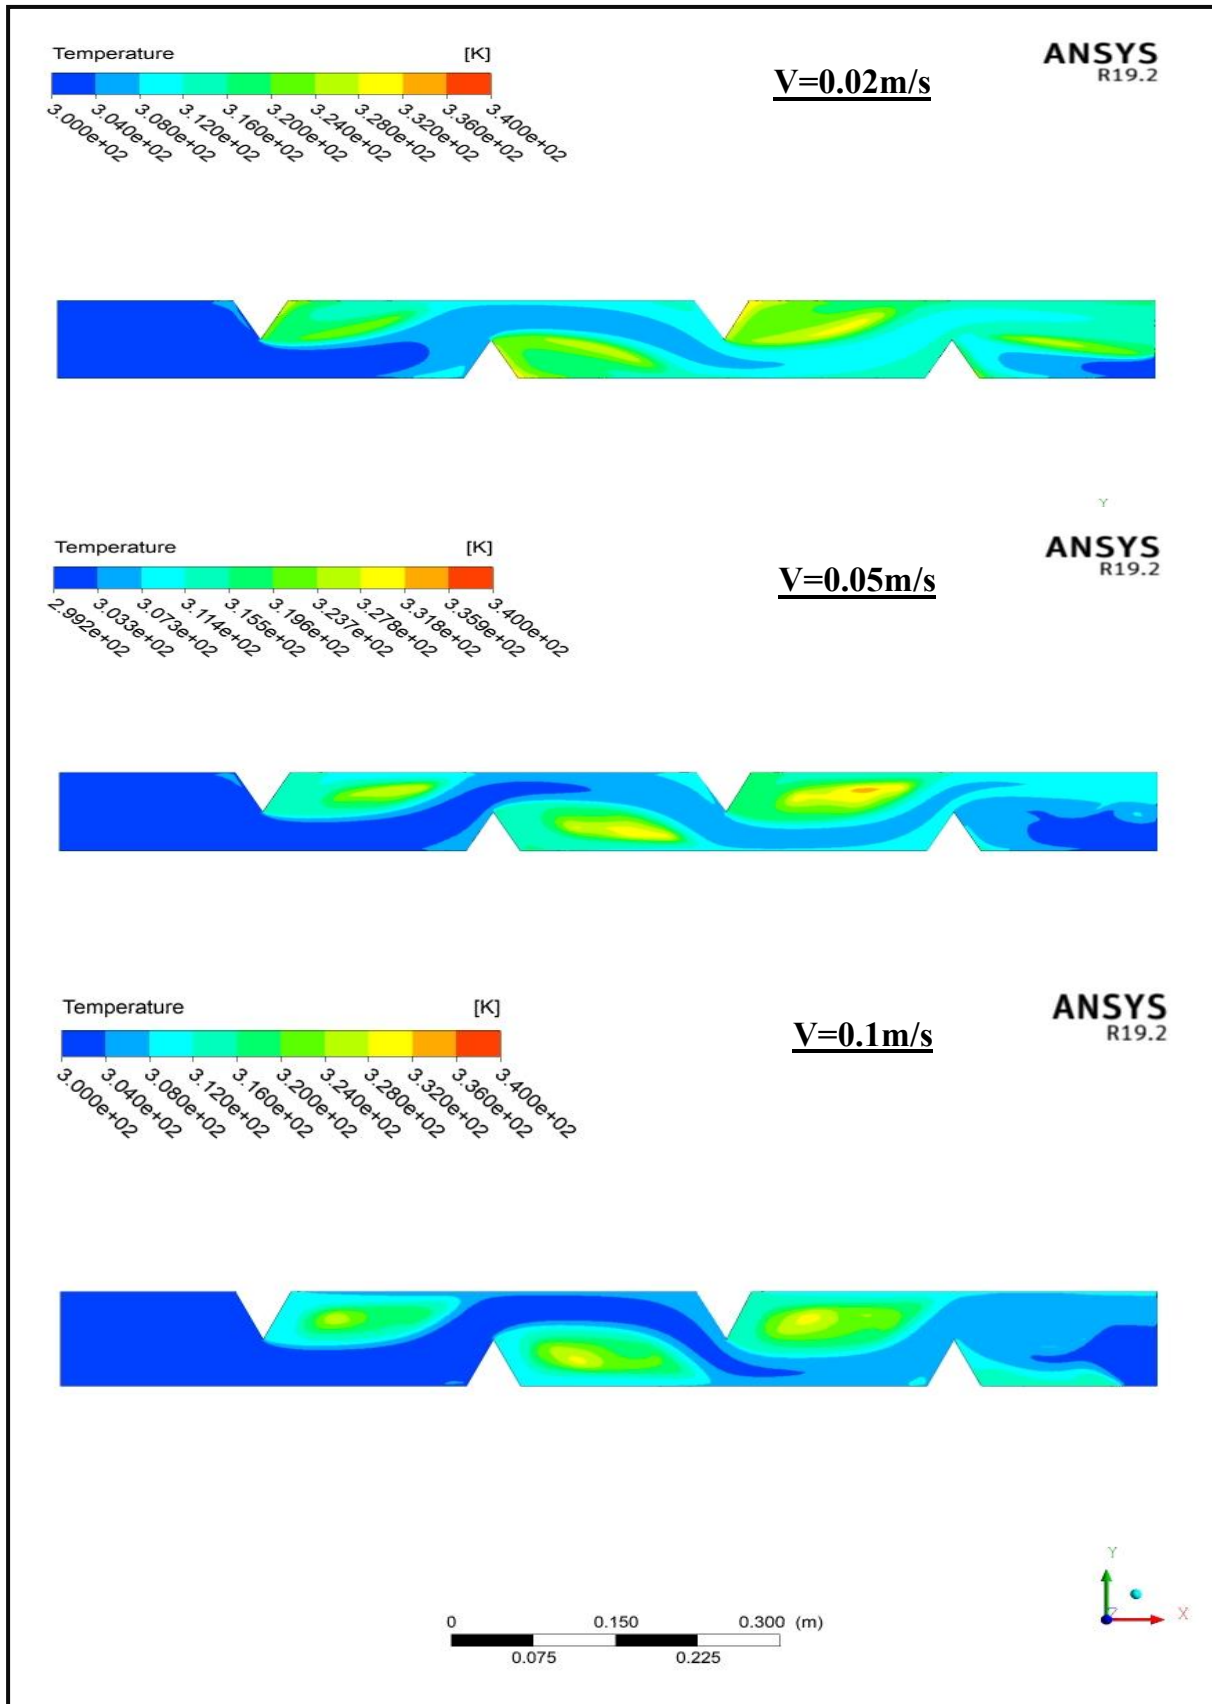 Temperature [K]
3.000e+02 3.040e+02 3.080e+02 3.120e+02 3.160e+02 3.200e+02 3.240e+02 3.280e+02 3.320e+02 3.360e+02 3.400e+02
V=0.02m/s
ANSYS
R19.2
Y
Temperature [K]
2.992e+02 3.033e+02 3.073e+02 3.114e+02 3.155e+02 3.196e+02 3.237e+02 3.278e+02 3.318e+02 3.359e+02 3.400e+02
V=0.05m/s
ANSYS
R19.2
Temperature [K]
3.000e+02 3.040e+02 3.080e+02 3.120e+02 3.160e+02 3.200e+02 3.240e+02 3.280e+02 3.320e+02 3.360e+02 3.400e+02
V=0.1m/s
ANSYS
R19.2
0 0.150 0.300 (m)
0.075 0.225
Y
Z X